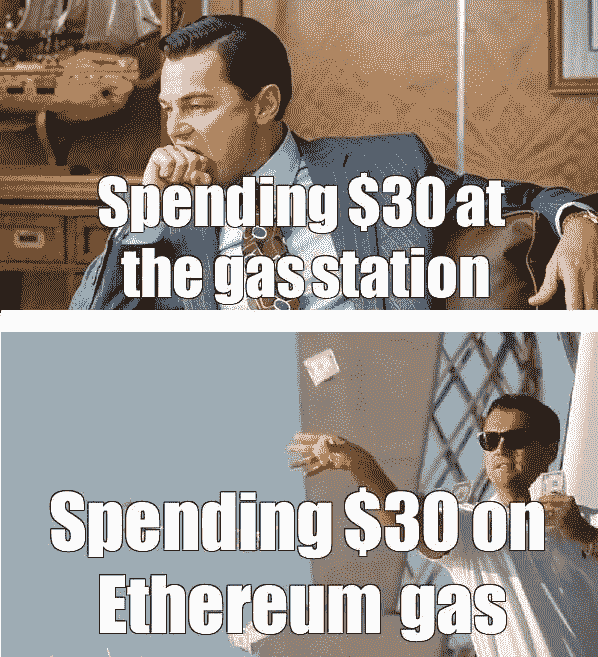 Spending $30 at
the gas station
Spending $30 on
Ethereum gas